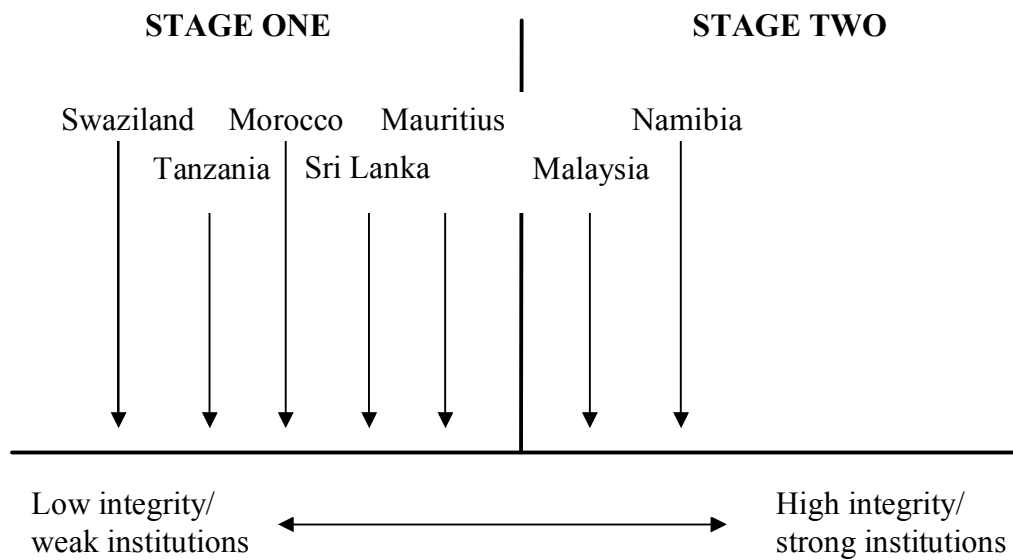 STAGE ONE STAGE TWO
Swaziland Morocco Mauritius Namibia
Tanzania Sri Lanka Malaysia
Low integrity/ High integrity/
weak institutions strong institutions